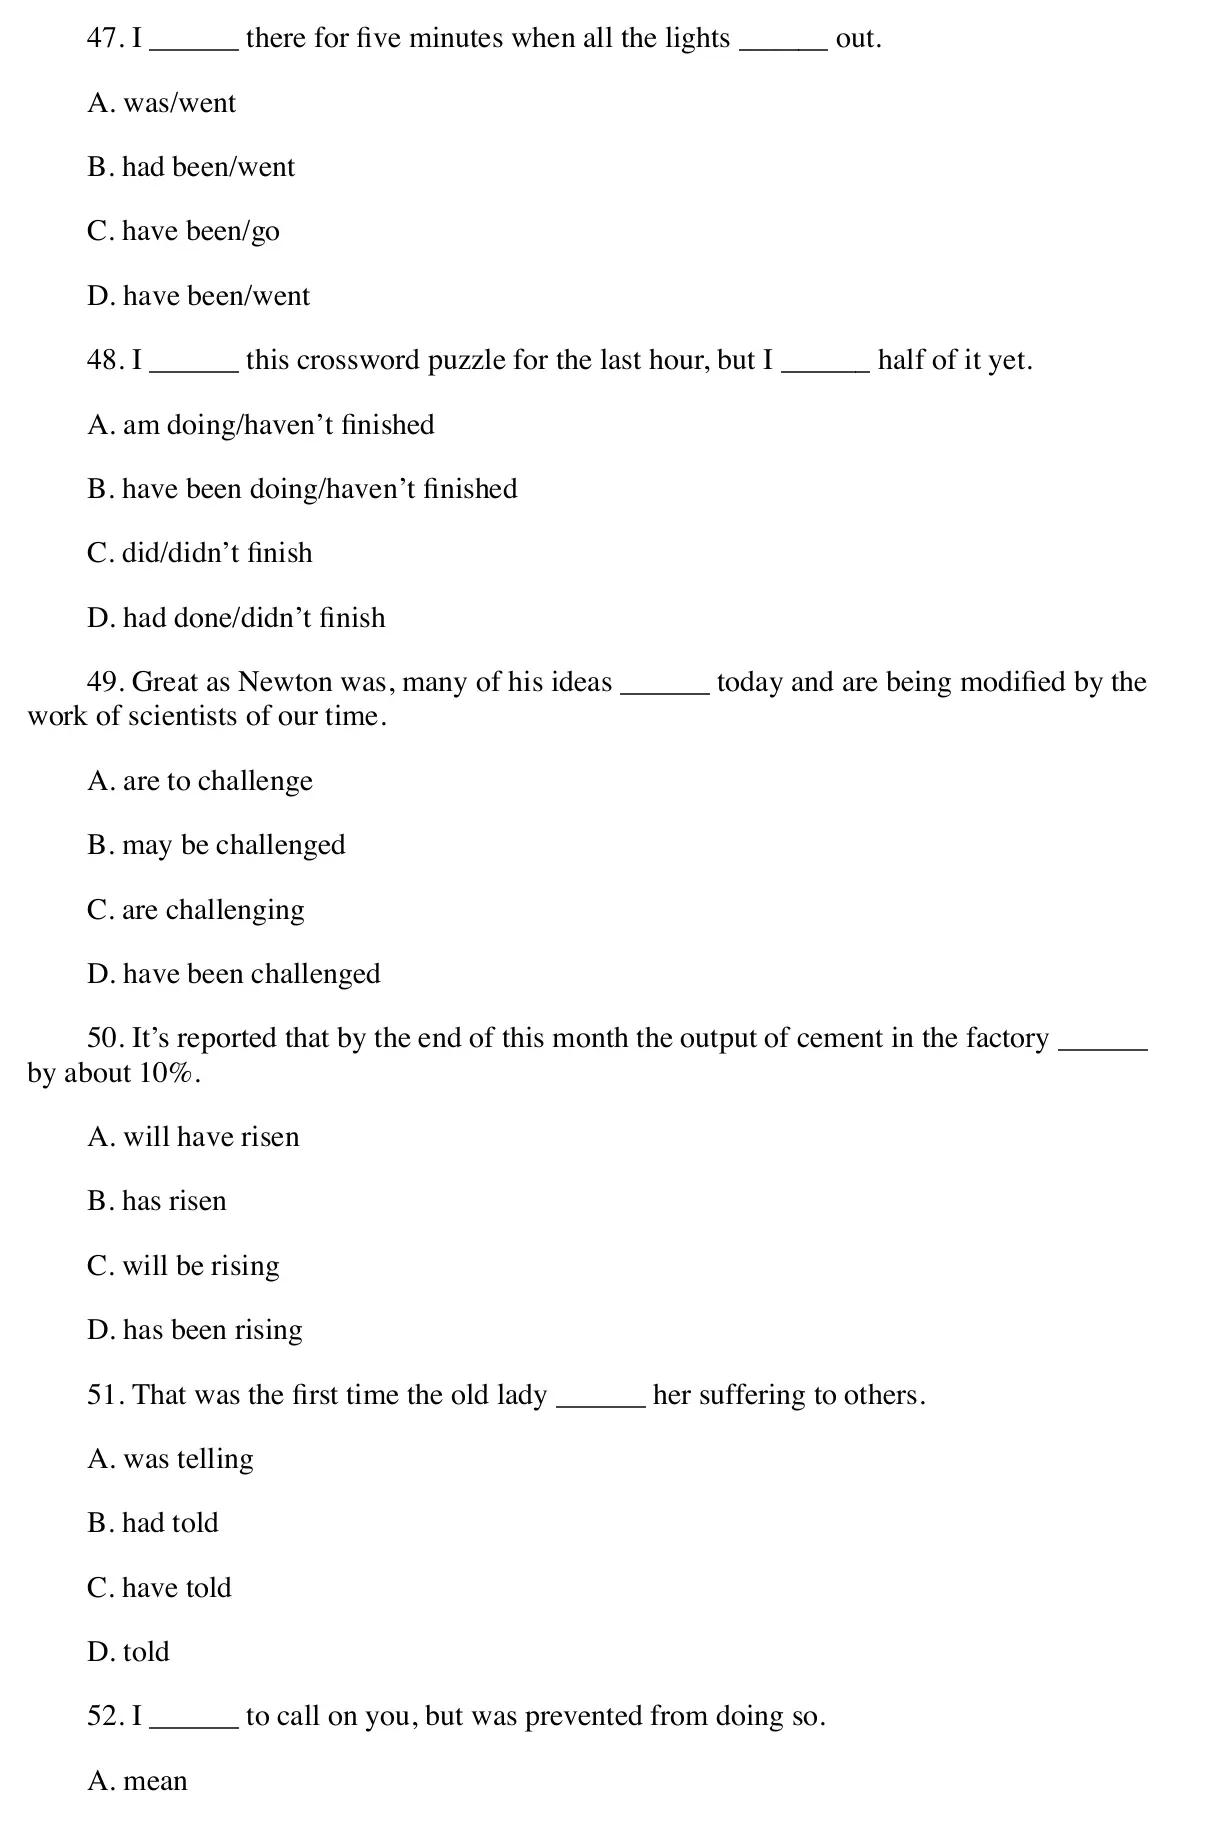 47. I ______ there for five minutes when all the lights ______ out.
A. was/went
B. had been/went
C. have been/go
D. have been/went
48. I ______ this crossword puzzle for the last hour, but I ______ half of it yet.
A. am doing/haven’t finished
B. have been doing/haven’t finished
C. did/didn’t finish
D. had done/didn’t finish
49. Great as Newton was, many of his ideas ______ today and are being modified by the
work of scientists of our time.
A. are to challenge
B. may be challenged
C. are challenging
D. have been challenged
50. It’s reported that by the end of this month the output of cement in the factory ______
by about 10%.
A. will have risen
B. has risen
C. will be rising
D. has been rising
51. That was the first time the old lady ______ her suffering to others.
A. was telling
B. had told
C. have told
D. told
52. I ______ to call on you, but was prevented from doing so.
A. mean